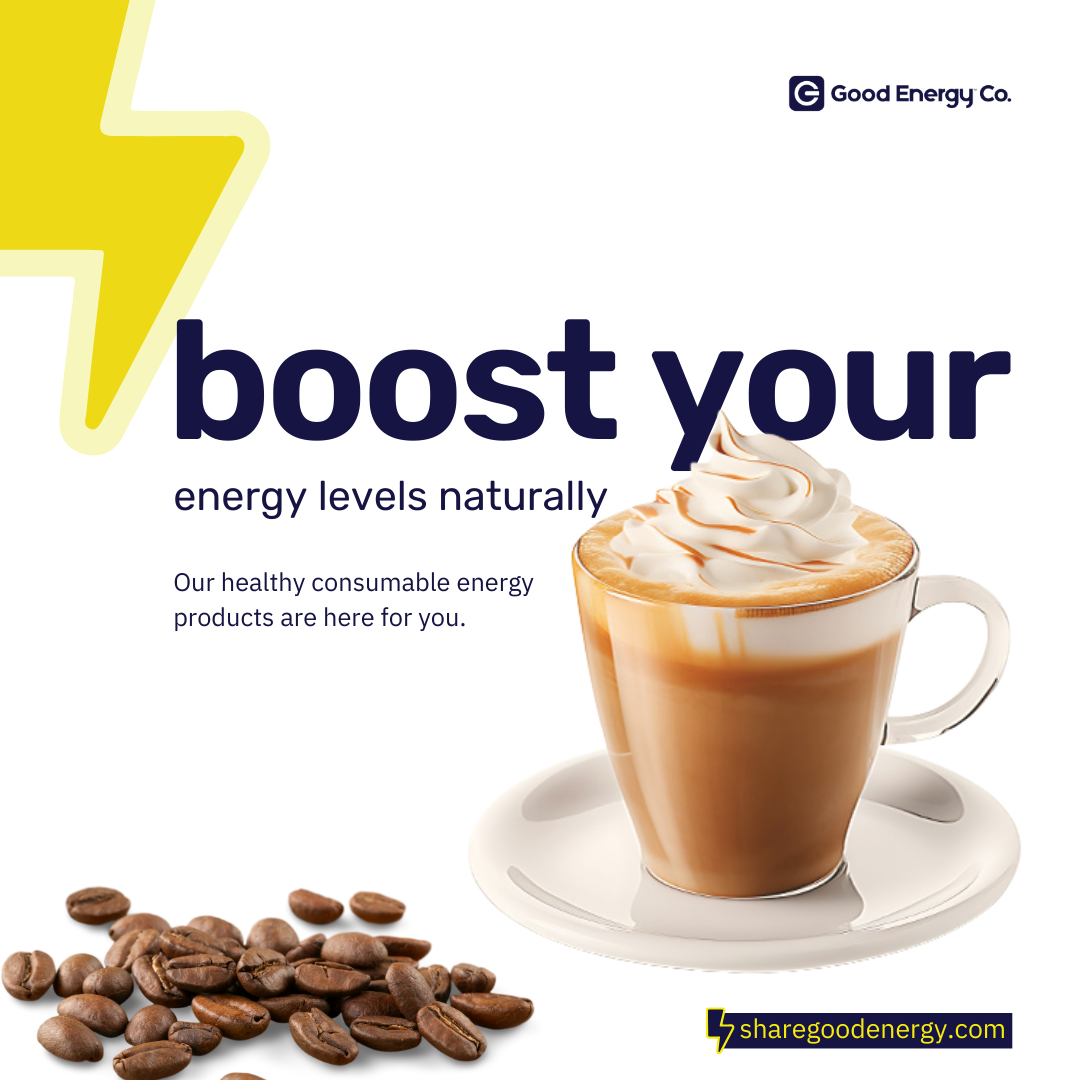 Good Energy Co.
boost your
energy levels naturally
Our healthy consumable energy
products are here for you.
sharegoodenergy.com